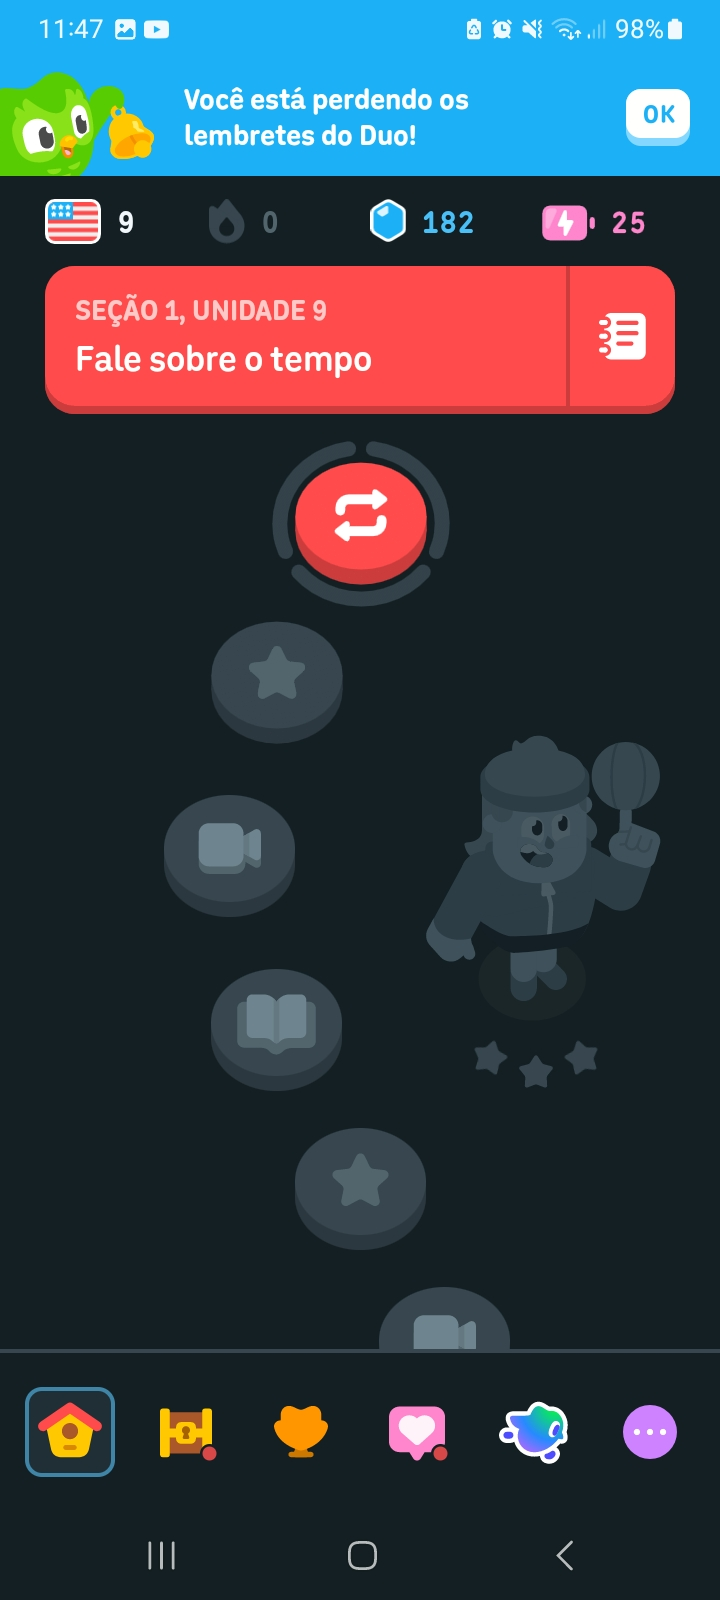 11:47
98%
Você está perdendo os
lembretes do Duo!
OK
9
0
182
25
SEÇÃO 1, UNIDADE 9
Fale sobre o tempo